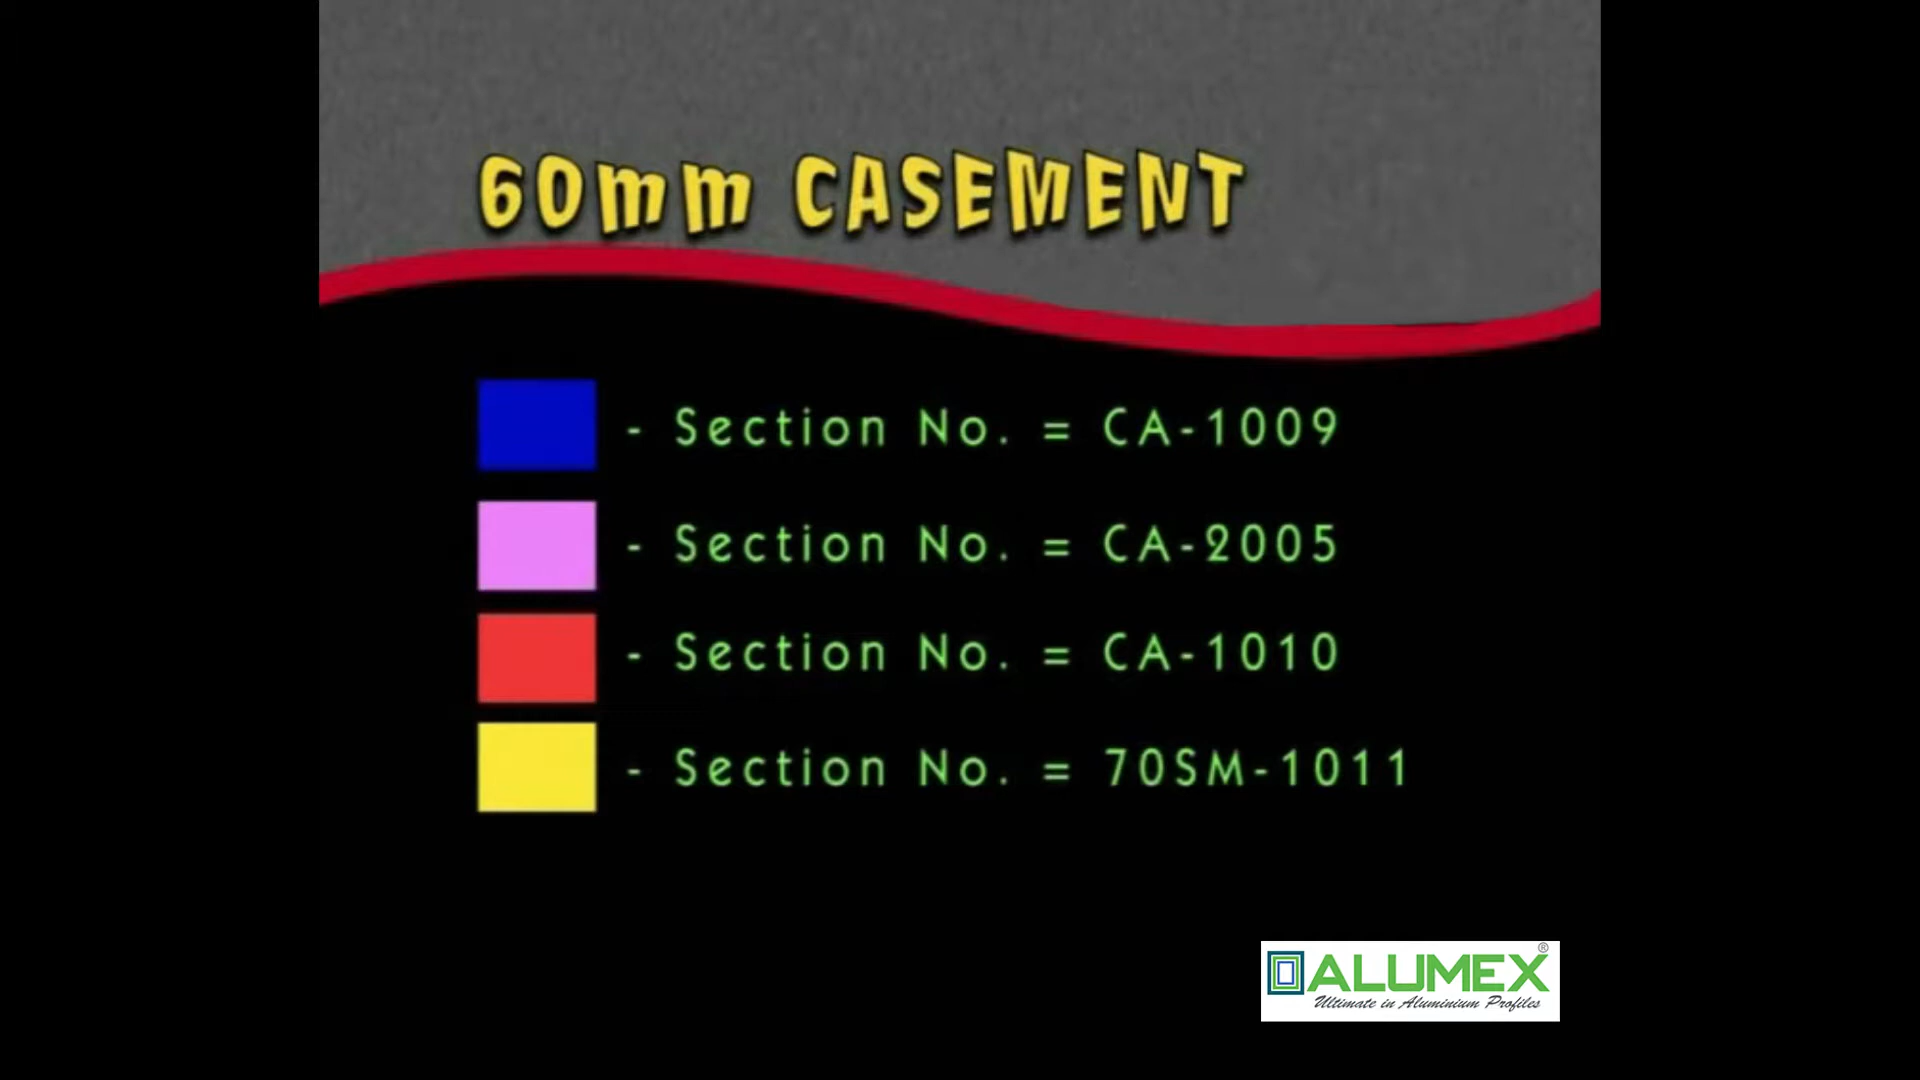 60mm CASEMENT
- Section No. = CA-1009
- Section No. = CA-2005
- Section No. = CA-1010
- Section No. = 70SM-1011
ALUMEX®
Ultimate in Aluminium Profiles